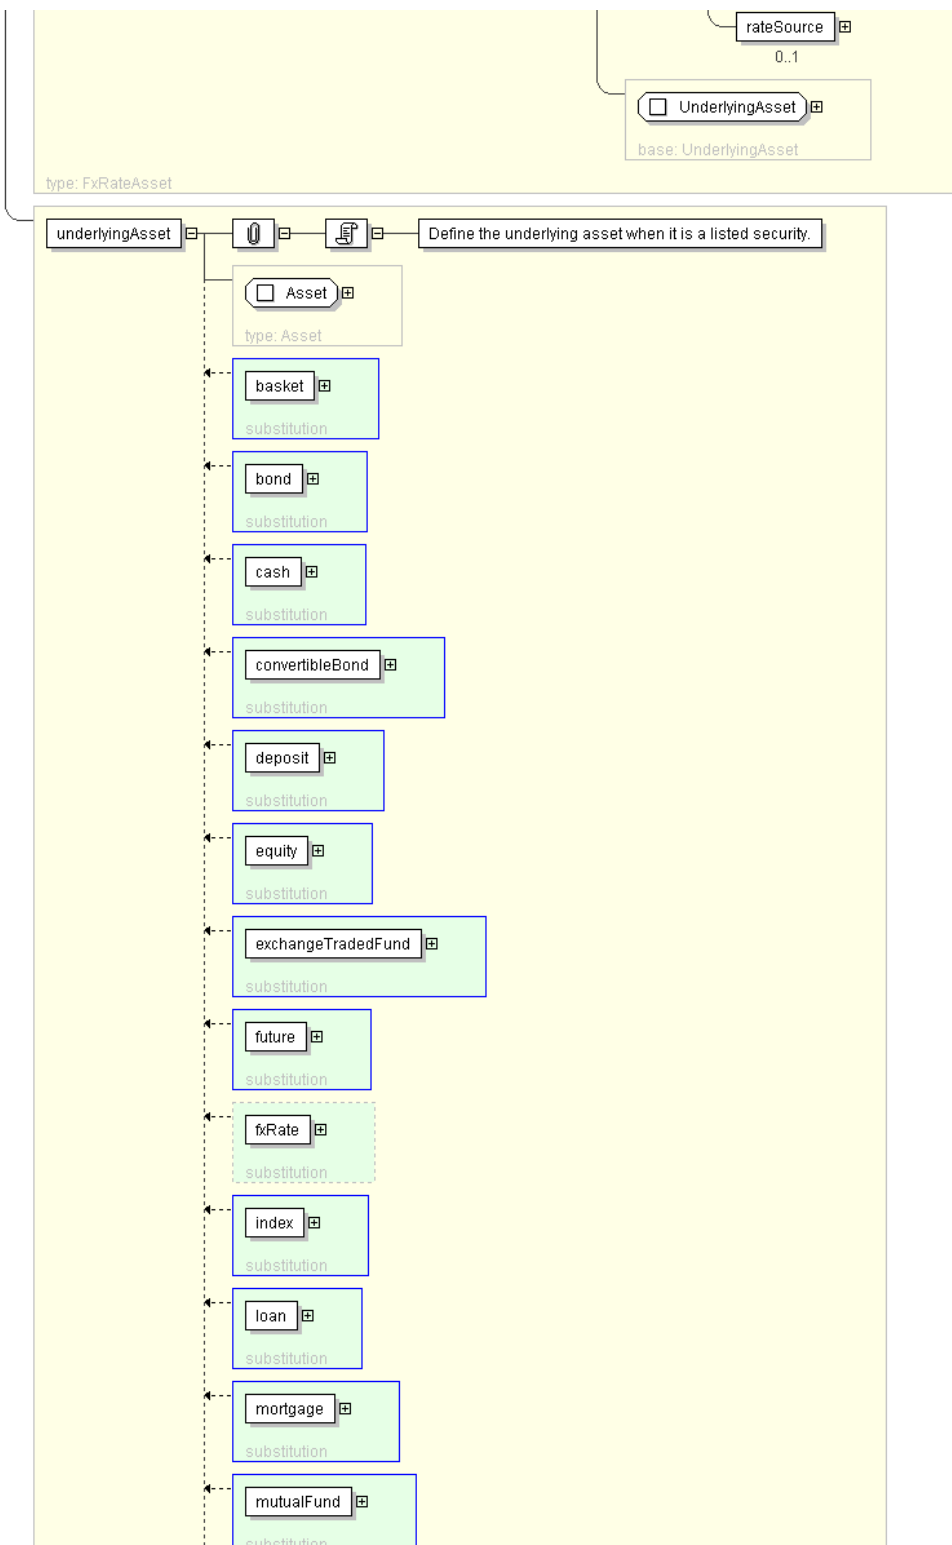 rateSource
0..1
UnderlyingAsset
base: UnderlyingAsset
type: FxRateAsset
underlyingAsset Define the underlying asset when it is a listed security.
Asset
type: Asset
basket
substitution
bond
substitution
cash
substitution
convertibleBond
substitution
deposit
substitution
equity
substitution
exchangeTradedFund
substitution
future
substitution
fxRate
substitution
index
substitution
loan
substitution
mortgage
substitution
mutualFund
substitution